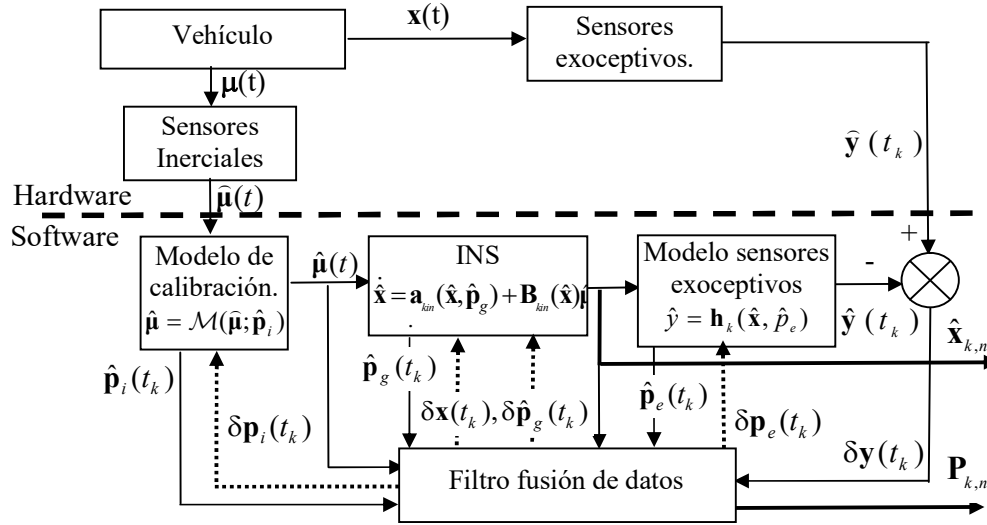 Vehículo
x(t)
Sensores
exoceptivos.
μ(t)
Sensores
Inerciales
Hardware
μ̂(t)
ŷ (t_k)
Software
+
-
Modelo de
calibración.
μ̂ = ℳ(μ̂; p̂_i)
μ̂(t)
INS
ẋ̂ = a_kin(x̂, p̂_g) + B_kin(x̂)μ̂
Modelo sensores
exoceptivos
ŷ = h_k(x̂, p̂_e)
ŷ (t_k)
x̂_k,n
p̂_i(t_k)
p̂_g(t_k)
p̂_e(t_k)
δp_i(t_k)
δx(t_k), δp̂_g(t_k)
δp_e(t_k)
δy(t_k)
P_k,n
Filtro fusión de datos